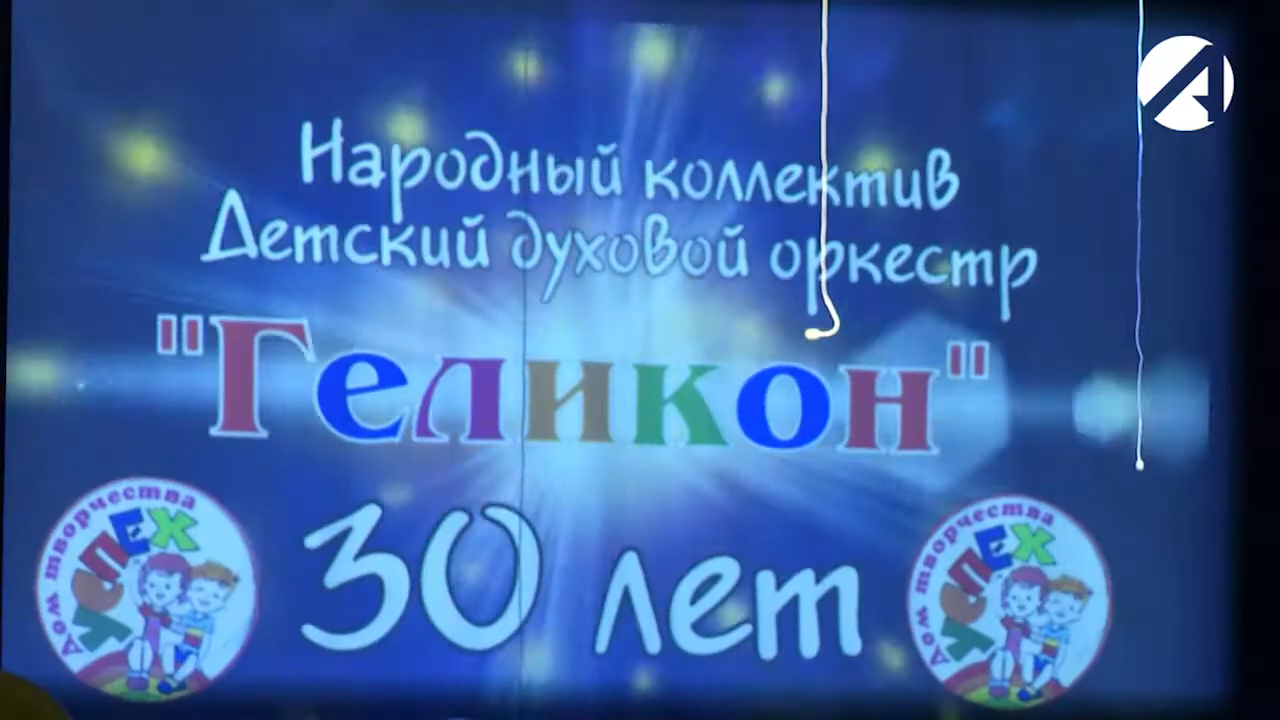 Народный коллектив
Детский духовой оркестр
"Геликон"
30 лет
Дом творчества
УСПЕХ
Дом творчества
УСПЕХ